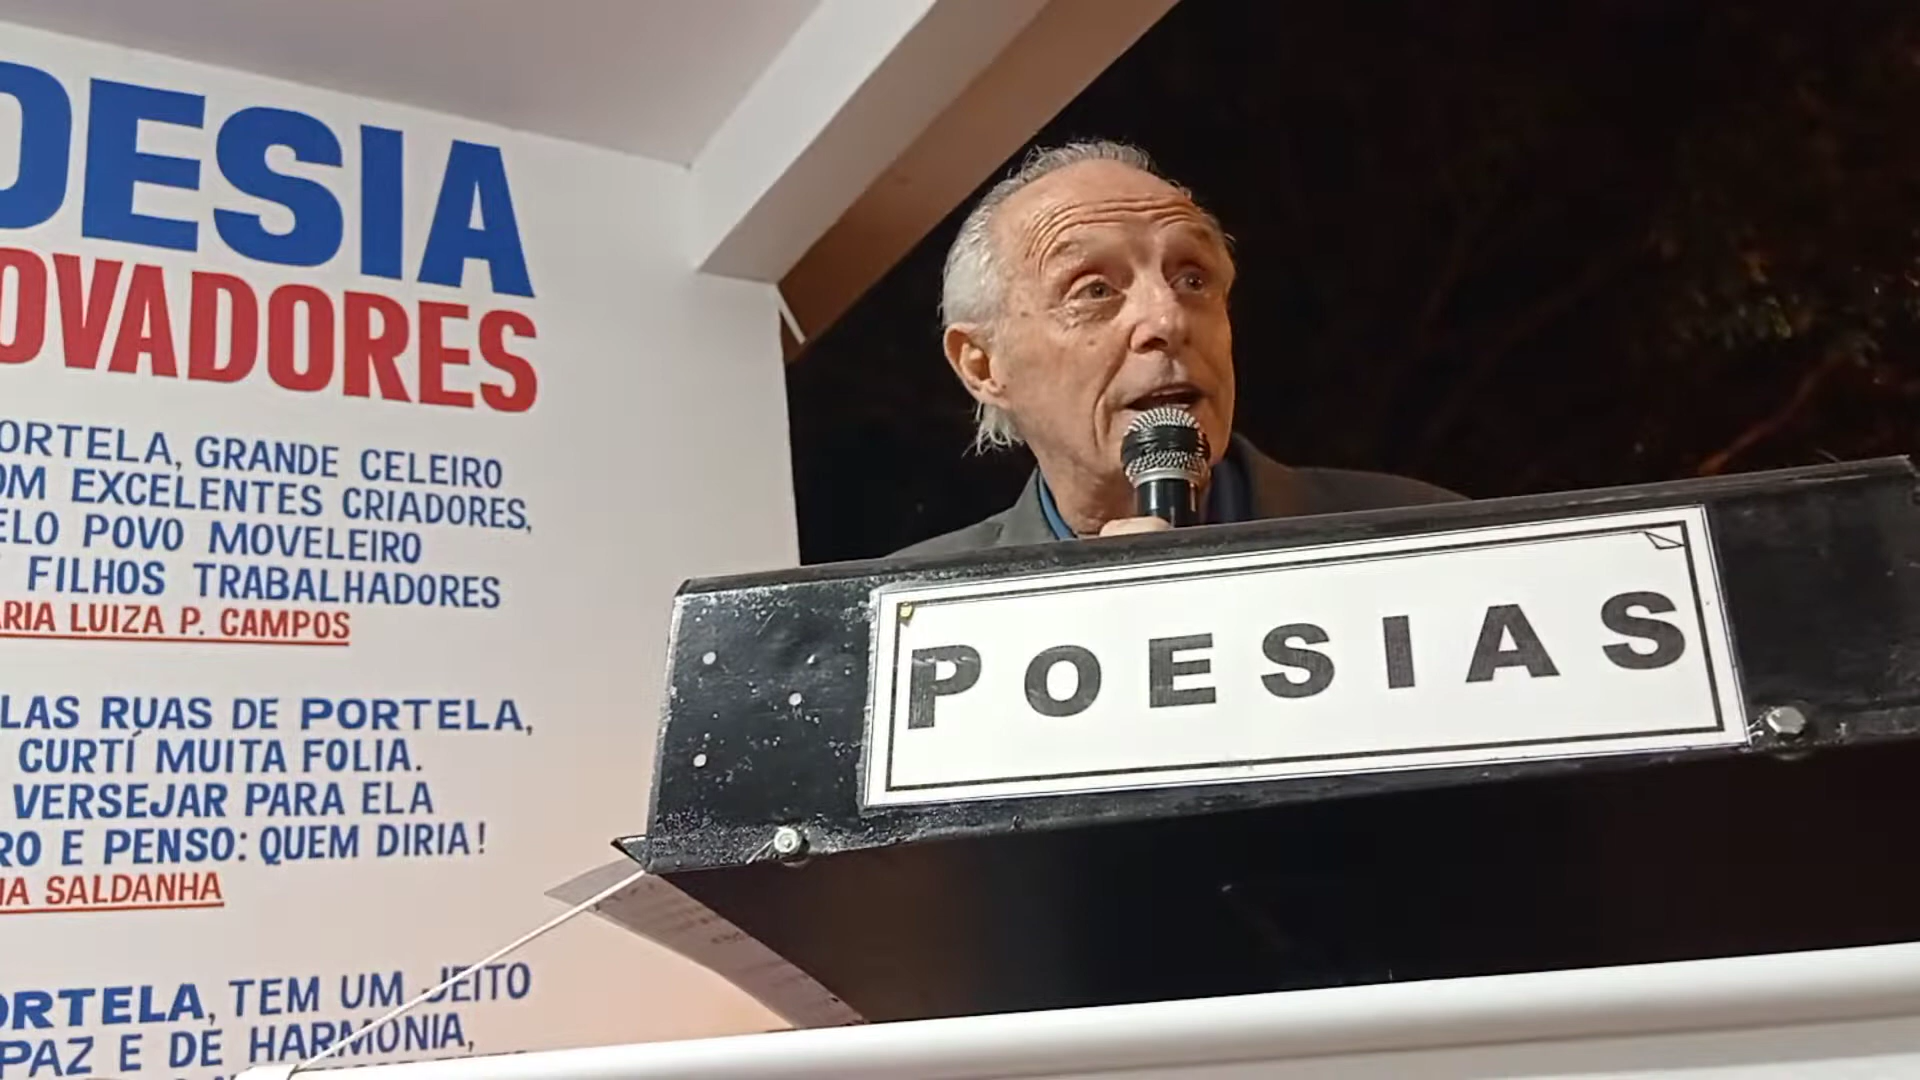 OESIA
OVADORES
ORTELA, GRANDE CELEIRO
OM EXCELENTES CRIADORES,
ELO POVO MOVELEIRO
FILHOS TRABALHADORES
ARIA LUIZA P. CAMPOS
LAS RUAS DE PORTELA,
CURTÍ MUITA FOLIA.
VERSEJAR PARA ELA
RO E PENSO: QUEM DIRIA!
IA SALDANHA
ORTELA, TEM UM JEITO
PAZ E DE HARMONIA,
POESIAS